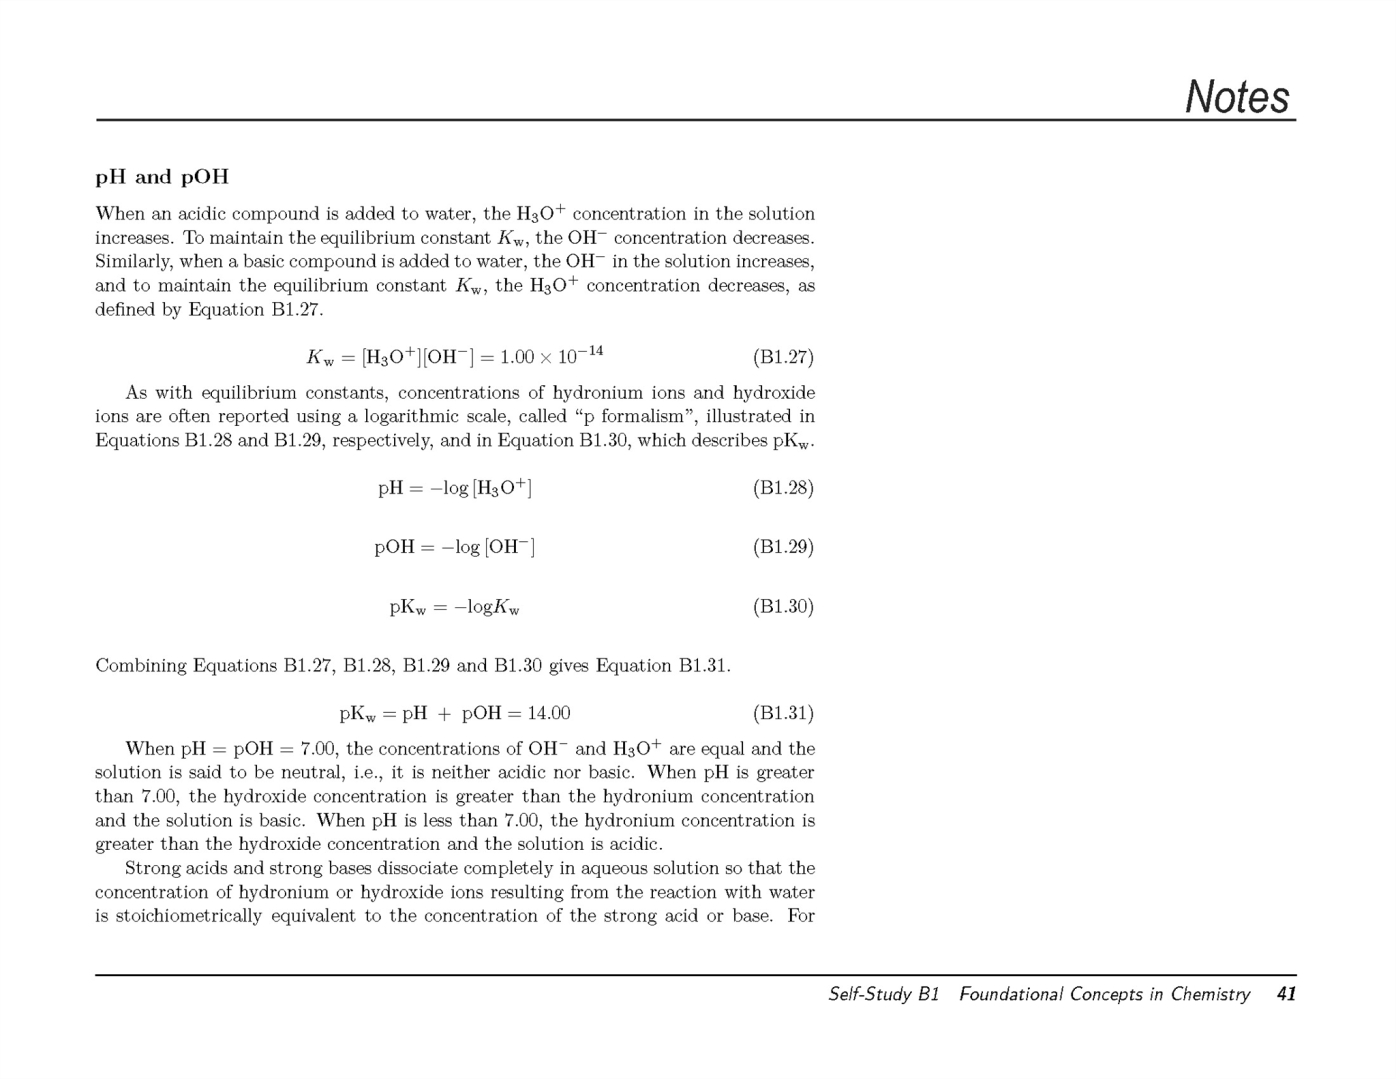 Notes
pH and pOH
When an acidic compound is added to water, the H₃O⁺ concentration in the solution
increases. To maintain the equilibrium constant K_w, the OH⁻ concentration decreases.
Similarly, when a basic compound is added to water, the OH⁻ in the solution increases,
and to maintain the equilibrium constant K_w, the H₃O⁺ concentration decreases, as
defined by Equation B1.27.
K_w = [H₃O⁺][OH⁻] = 1.00 × 10⁻¹⁴ (B1.27)
As with equilibrium constants, concentrations of hydronium ions and hydroxide
ions are often reported using a logarithmic scale, called “p formalism”, illustrated in
Equations B1.28 and B1.29, respectively, and in Equation B1.30, which describes pK_w.
pH = −log [H₃O⁺] (B1.28)
pOH = −log [OH⁻] (B1.29)
pK_w = −logK_w (B1.30)
Combining Equations B1.27, B1.28, B1.29 and B1.30 gives Equation B1.31.
pK_w = pH + pOH = 14.00 (B1.31)
When pH = pOH = 7.00, the concentrations of OH⁻ and H₃O⁺ are equal and the
solution is said to be neutral, i.e., it is neither acidic nor basic. When pH is greater
than 7.00, the hydroxide concentration is greater than the hydronium concentration
and the solution is basic. When pH is less than 7.00, the hydronium concentration is
greater than the hydroxide concentration and the solution is acidic.
Strong acids and strong bases dissociate completely in aqueous solution so that the
concentration of hydronium or hydroxide ions resulting from the reaction with water
is stoichiometrically equivalent to the concentration of the strong acid or base. For
Self-Study B1 Foundational Concepts in Chemistry 41